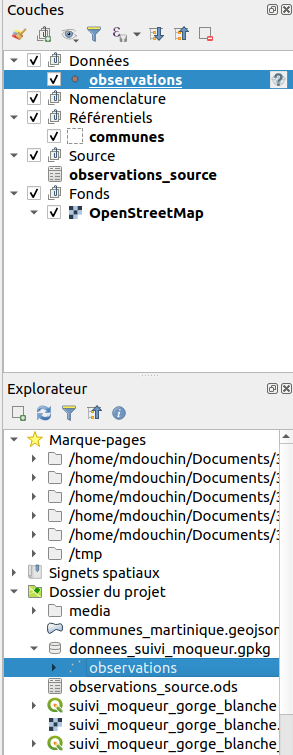 Couches
Données
observations
Nomenclature
Référentiels
communes
Source
observations_source
Fonds
OpenStreetMap
Explorateur
Marque-pages
/home/mdouchin/Documents/3
/home/mdouchin/Documents/3
/home/mdouchin/Documents/3
/home/mdouchin/Documents/3
/home/mdouchin/Documents/3
/tmp
Signets spatiaux
Dossier du projet
media
communes_martinique.geojson
donnees_suivi_moqueur.gpkg
observations
observations_source.ods
suivi_moqueur_gorge_blanche
suivi_moqueur_gorge_blanche.
suivi_moqueur_gorge_blanche